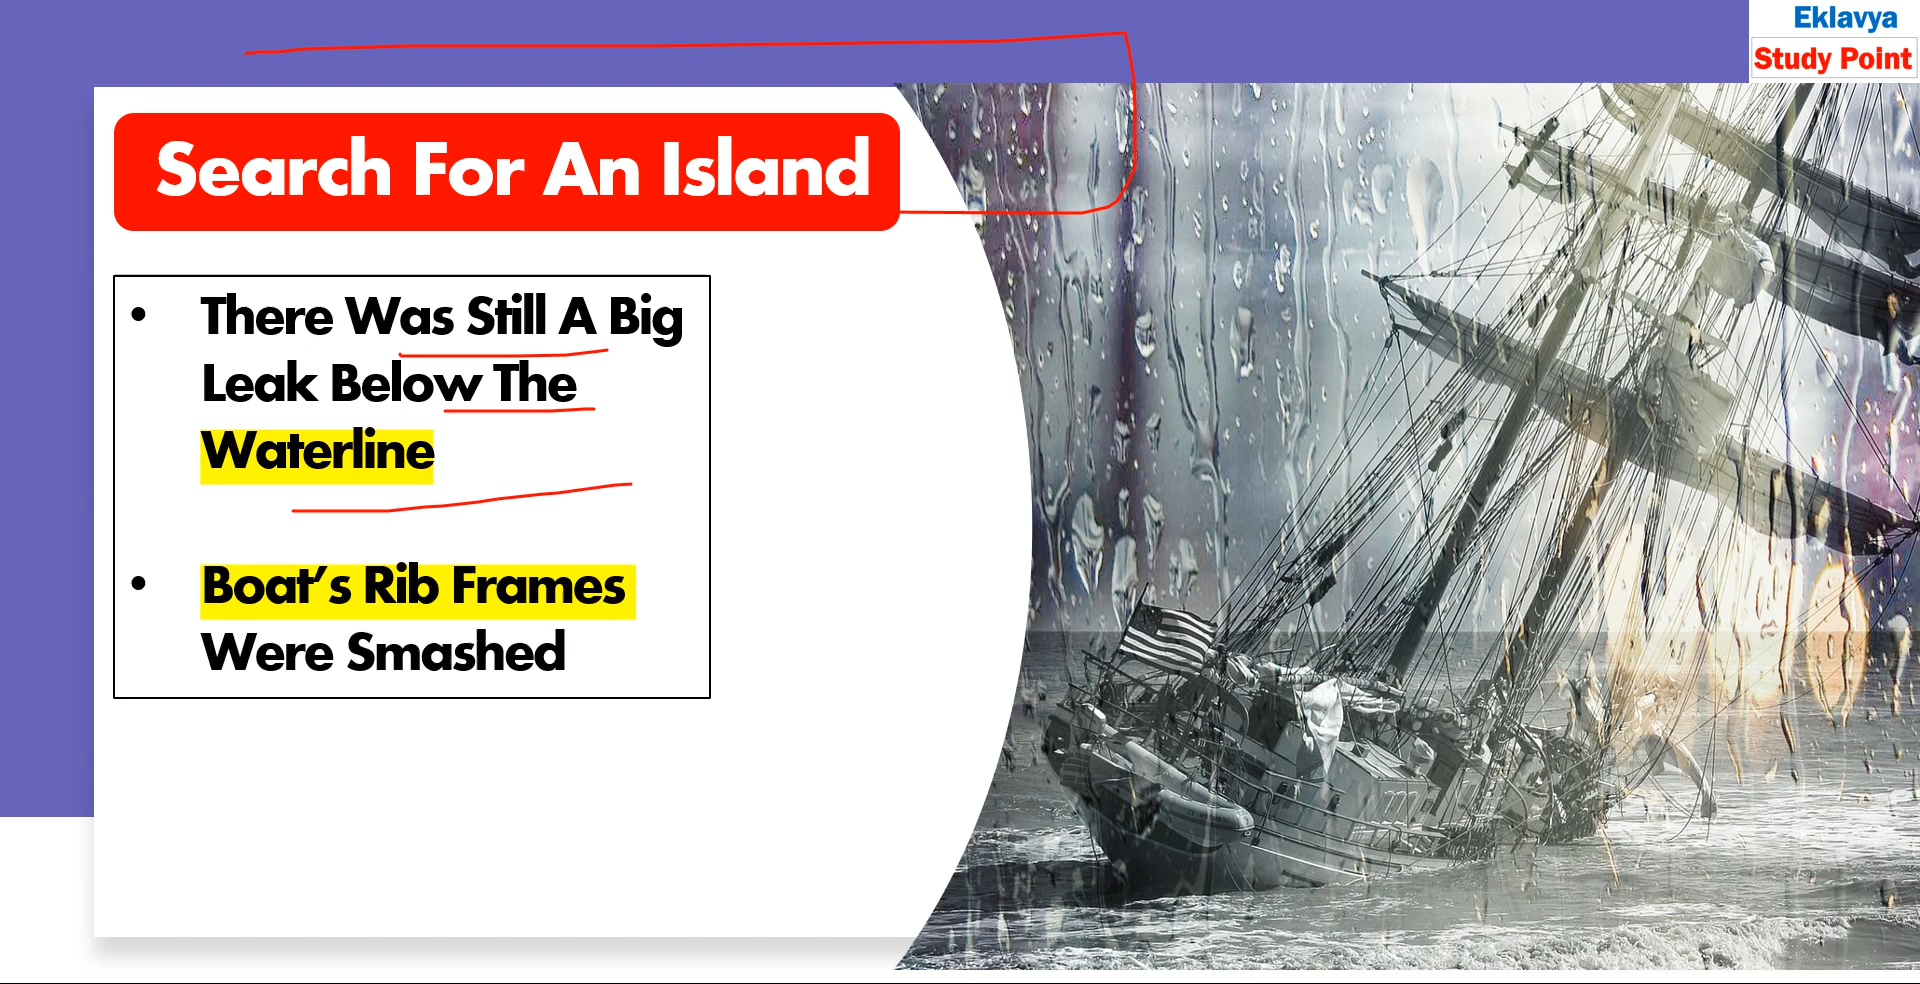 Eklavya
Study Point
Search For An Island
• There Was Still A Big
Leak Below The
Waterline
• Boat’s Rib Frames
Were Smashed